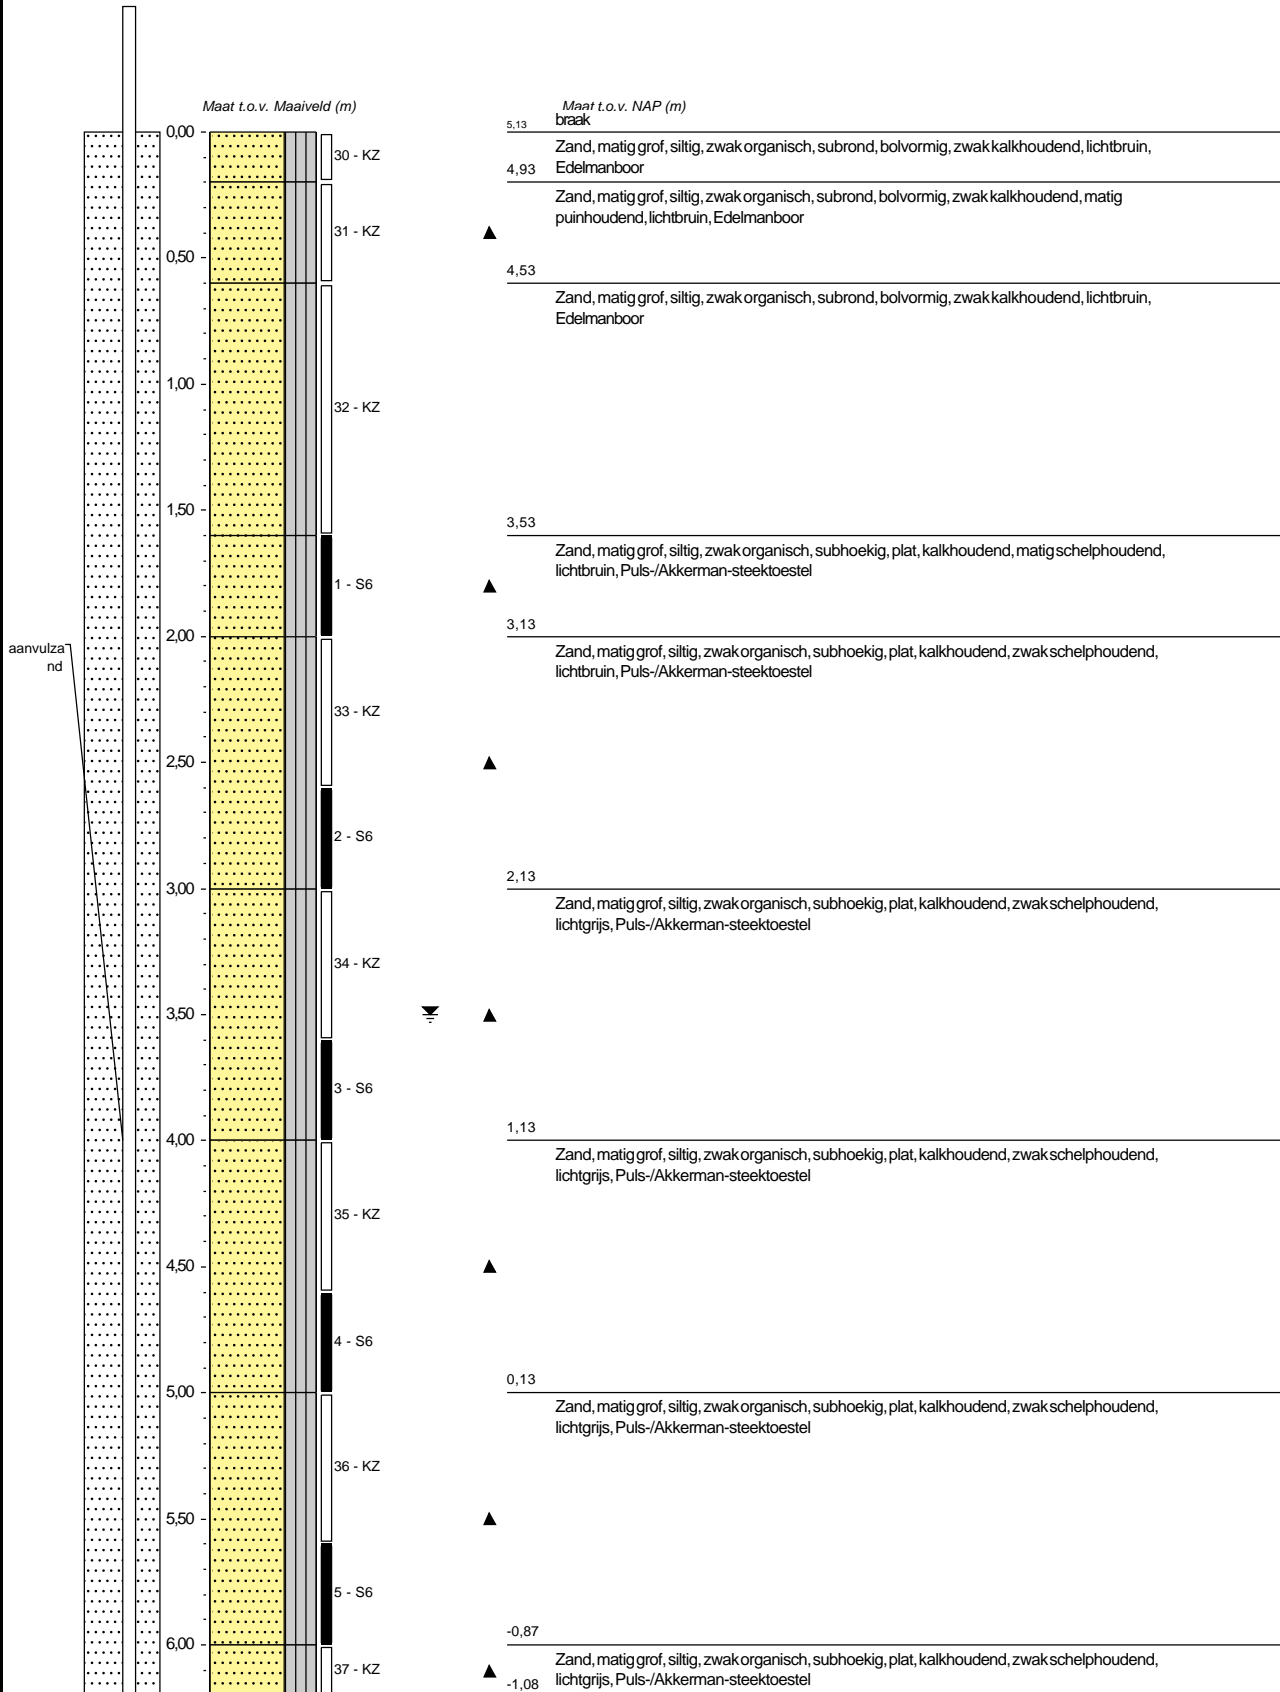 Maat t.o.v. Maaiveld (m)
Maat t.o.v. NAP (m)
5,13 braak
0,00
30 - KZ
Zand, matig grof, siltig, zwak organisch, subrond, bolvormig, zwak kalkhoudend, lichtbruin,
4,93 Edelmanboor
Zand, matig grof, siltig, zwak organisch, subrond, bolvormig, zwak kalkhoudend, matig
puinhoudend, lichtbruin, Edelmanboor
31 - KZ
0,50
4,53
Zand, matig grof, siltig, zwak organisch, subrond, bolvormig, zwak kalkhoudend, lichtbruin,
Edelmanboor
1,00
32 - KZ
1,50
3,53
Zand, matig grof, siltig, zwak organisch, subhoekig, plat, kalkhoudend, matig schelphoudend,
lichtbruin, Puls-/Akkerman-steektoestel
1 - S6
3,13
2,00
aanvulza
nd
Zand, matig grof, siltig, zwak organisch, subhoekig, plat, kalkhoudend, zwak schelphoudend,
lichtbruin, Puls-/Akkerman-steektoestel
33 - KZ
2,50
2 - S6
2,13
3,00
Zand, matig grof, siltig, zwak organisch, subhoekig, plat, kalkhoudend, zwak schelphoudend,
lichtgrijs, Puls-/Akkerman-steektoestel
34 - KZ
3,50
3 - S6
1,13
4,00
Zand, matig grof, siltig, zwak organisch, subhoekig, plat, kalkhoudend, zwak schelphoudend,
lichtgrijs, Puls-/Akkerman-steektoestel
35 - KZ
4,50
4 - S6
0,13
5,00
Zand, matig grof, siltig, zwak organisch, subhoekig, plat, kalkhoudend, zwak schelphoudend,
lichtgrijs, Puls-/Akkerman-steektoestel
36 - KZ
5,50
5 - S6
-0,87
6,00
Zand, matig grof, siltig, zwak organisch, subhoekig, plat, kalkhoudend, zwak schelphoudend,
37 - KZ
-1,08 lichtgrijs, Puls-/Akkerman-steektoestel